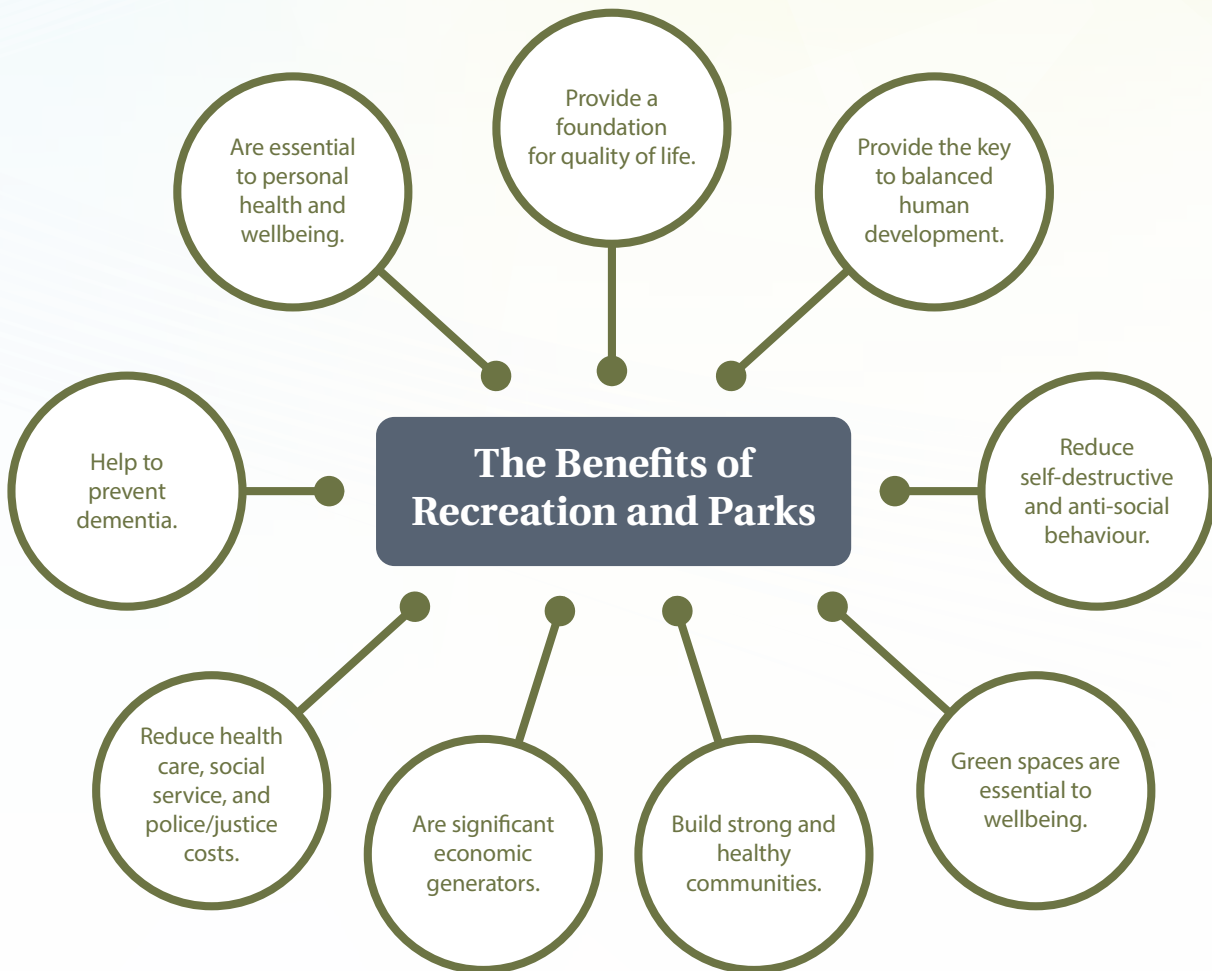 Provide a
foundation
for quality of life.
Are essential
to personal
health and
wellbeing.
Provide the key
to balanced
human
development.
Help to
prevent
dementia.
The Benefits of
Recreation and Parks
Reduce
self-destructive
and anti-social
behaviour.
Reduce health
care, social
service, and
police/justice
costs.
Are significant
economic
generators.
Build strong and
healthy
communities.
Green spaces are
essential to
wellbeing.